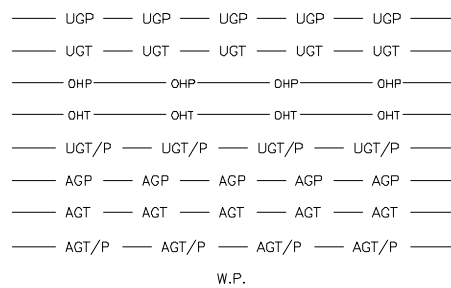 UGP UGP UGP UGP UGP
UGT UGT UGT UGT UGT
OHP OHP OHP OHP
OHT OHT OHT OHT
UGT/P UGT/P UGT/P UGT/P
AGP AGP AGP AGP AGP
AGT AGT AGT AGT AGT
AGT/P AGT/P AGT/P AGT/P
W.P.